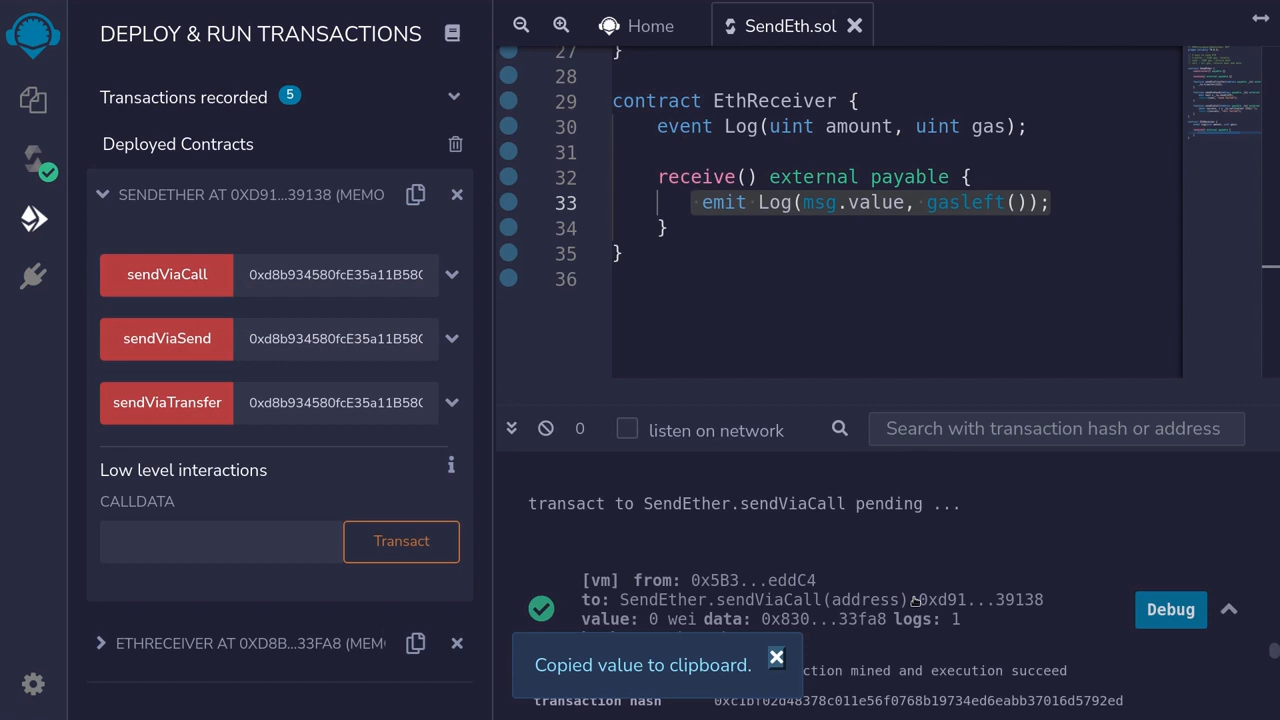 DEPLOY & RUN TRANSACTIONS
Transactions recorded 5
Deployed Contracts
SENDETHER AT 0XD91...39138 (MEMO
sendViaCall 0xd8b934580fcE35a11B58C
sendViaSend 0xd8b934580fcE35a11B58C
sendViaTransfer 0xd8b934580fcE35a11B58C
Low level interactions
CALLDATA
Transact
ETHRECEIVER AT 0XD8B...33FA8 (MEMO
Home
SendEth.sol
27 }
28
29 contract EthReceiver {
30 event Log(uint amount, uint gas);
31
32 receive() external payable {
33 emit Log(msg.value, gasleft());
34 }
35 }
36
0 listen on network Search with transaction hash or address
transact to SendEther.sendViaCall pending ...
[vm] from: 0x5B3...eddC4
to: SendEther.sendViaCall(address) 0xd91...39138
value: 0 wei data: 0x830...33fa8 logs: 1
Debug
Copied value to clipboard.
ction mined and execution succeed
transaction hash 0xc1bf02d48378c011e56f0768b19734ed6eabb37016d5792ed